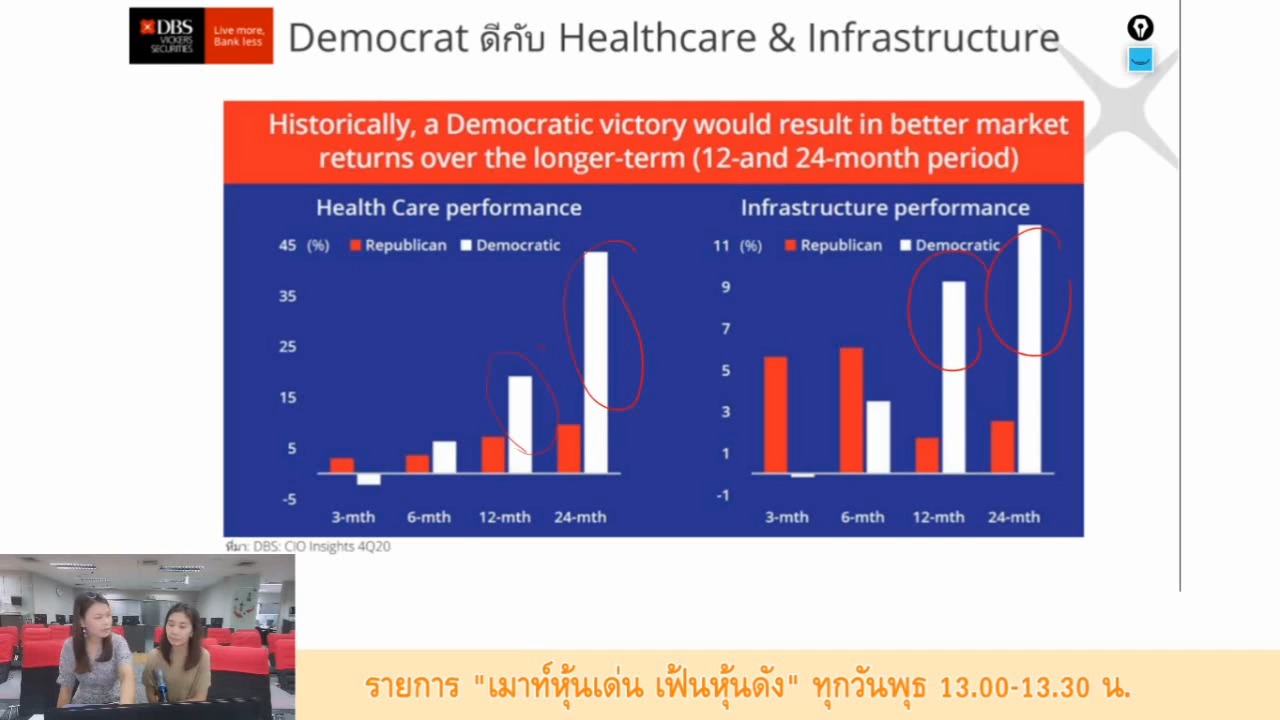 DBS
VICKERS
SECURITIES
Live more,
Bank less
Democrat ดีกับ Healthcare & Infrastructure
Historically, a Democratic victory would result in better market
returns over the longer-term (12-and 24-month period)
Health Care performance
45 (%) Republican Democratic
35
25
15
5
-5
3-mth 6-mth 12-mth 24-mth
Infrastructure performance
11 (%) Republican Democratic
9
7
5
3
1
-1
3-mth 6-mth 12-mth 24-mth
ที่มา: DBS: CIO Insights 4Q20
รายการ "เมาท์หุ้นเด่น เฟ้นหุ้นดัง" ทุกวันพุธ 13.00-13.30 น.